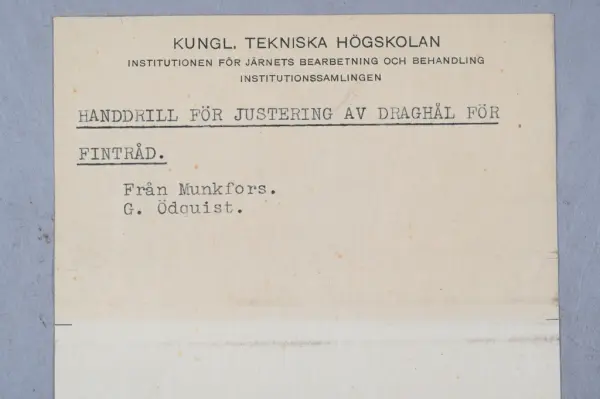 KUNGL. TEKNISKA HÖGSKOLAN
INSTITUTIONEN FÖR JÄRNETS BEARBETNING OCH BEHANDLING
INSTITUTIONSSAMLINGEN
HANDDRILL FÖR JUSTERING AV DRAGHÅL FÖR
FINTRÅD.
Från Munkfors.
G. Ödquist.